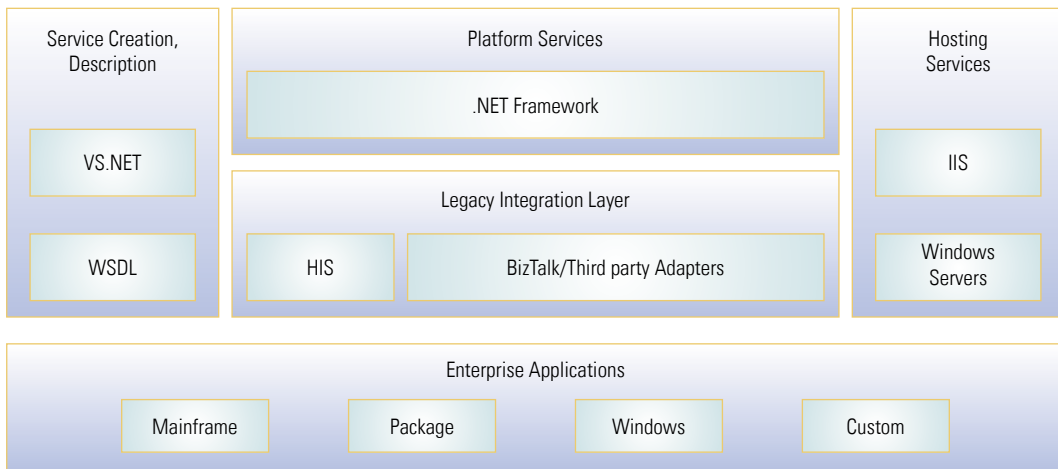 Service Creation,
Description
VS.NET
WSDL
Platform Services
.NET Framework
Legacy Integration Layer
HIS
BizTalk/Third party Adapters
Hosting
Services
IIS
Windows
Servers
Enterprise Applications
Mainframe
Package
Windows
Custom